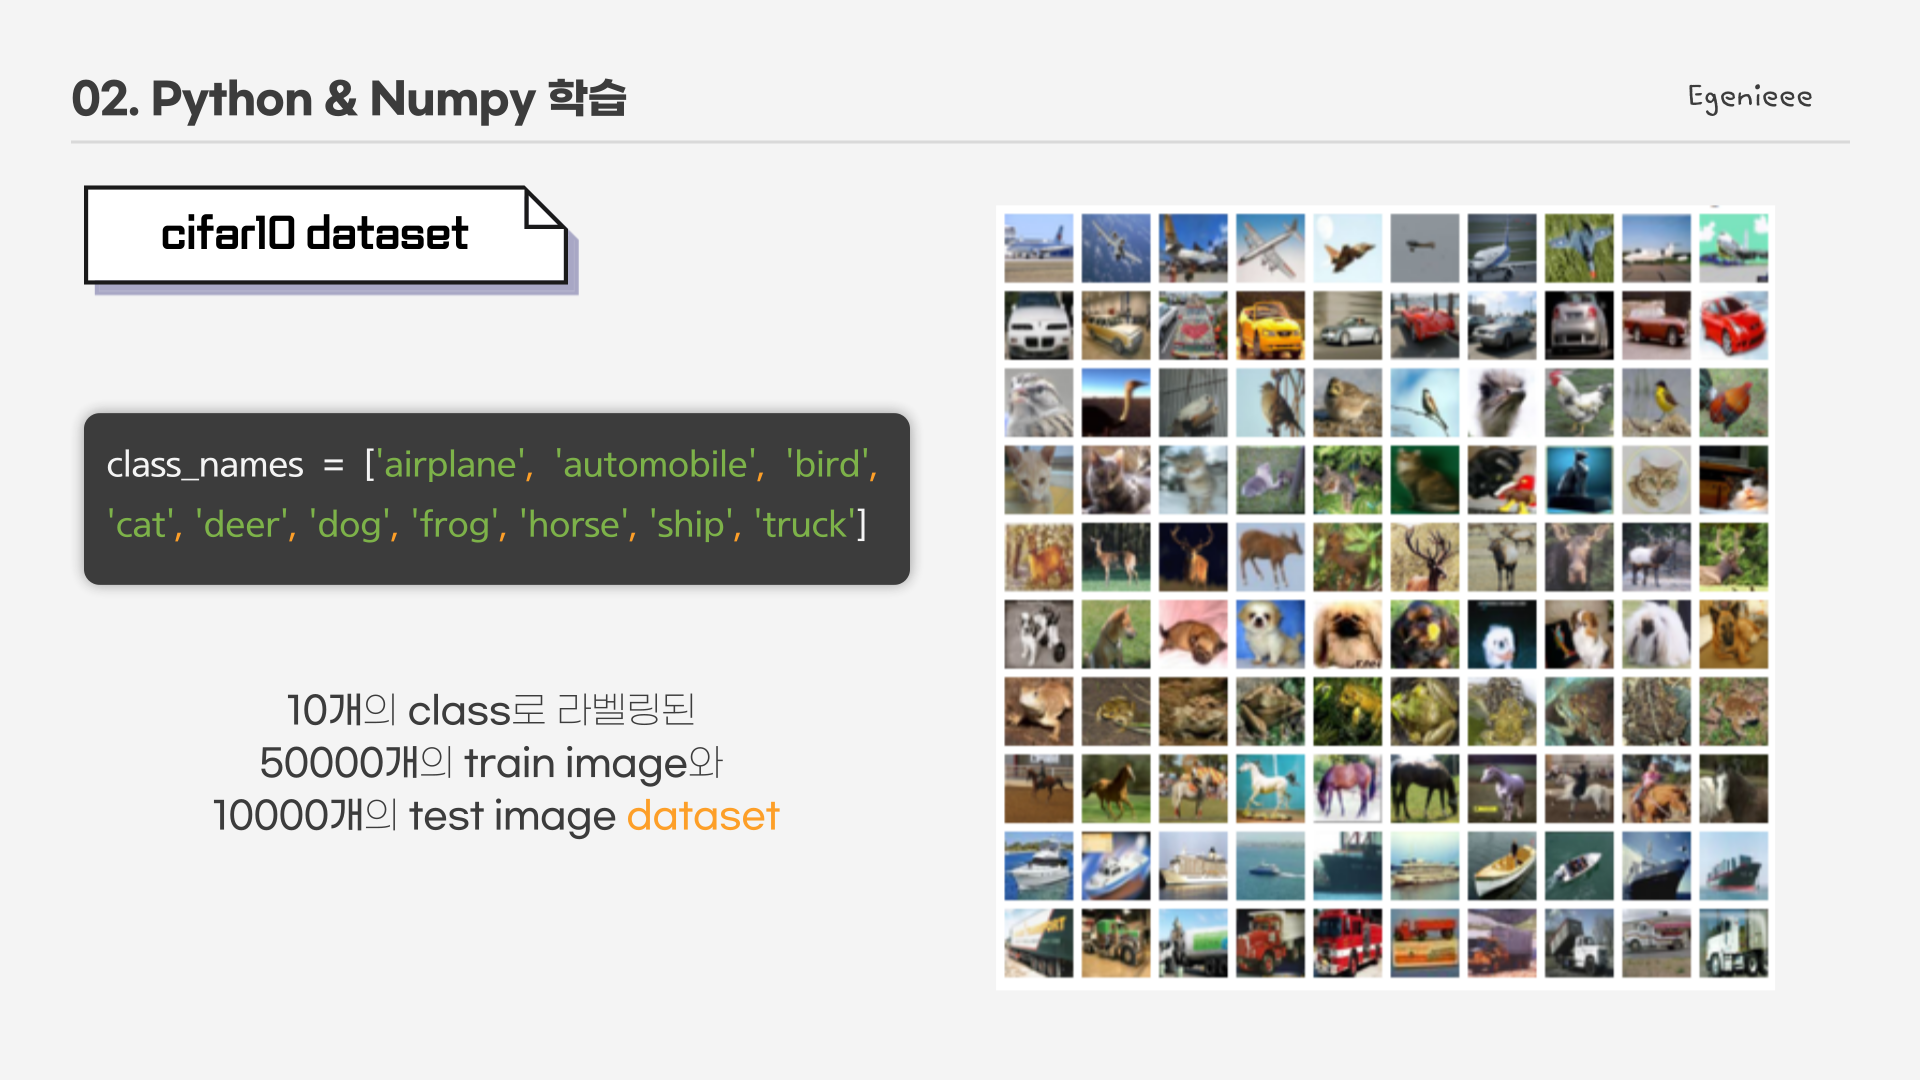 02. Python & Numpy 학습
Egenieee
cifar10 dataset
class_names = ['airplane', 'automobile', 'bird',
'cat', 'deer', 'dog', 'frog', 'horse', 'ship', 'truck']
10개의 class로 라벨링된
50000개의 train image와
10000개의 test image dataset